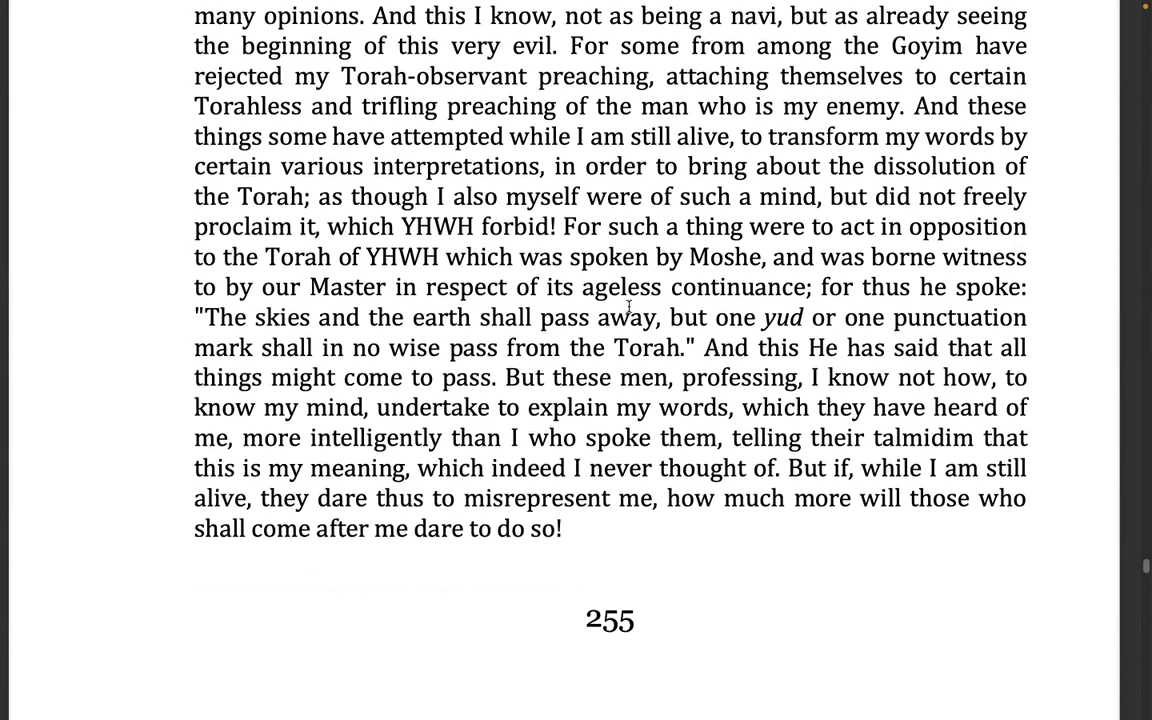 many opinions. And this I know, not as being a navi, but as already seeing
the beginning of this very evil. For some from among the Goyim have
rejected my Torah-observant preaching, attaching themselves to certain
Torahless and trifling preaching of the man who is my enemy. And these
things some have attempted while I am still alive, to transform my words by
certain various interpretations, in order to bring about the dissolution of
the Torah; as though I also myself were of such a mind, but did not freely
proclaim it, which YHWH forbid! For such a thing were to act in opposition
to the Torah of YHWH which was spoken by Moshe, and was borne witness
to by our Master in respect of its ageless continuance; for thus he spoke:
"The skies and the earth shall pass away, but one yud or one punctuation
mark shall in no wise pass from the Torah." And this He has said that all
things might come to pass. But these men, professing, I know not how, to
know my mind, undertake to explain my words, which they have heard of
me, more intelligently than I who spoke them, telling their talmidim that
this is my meaning, which indeed I never thought of. But if, while I am still
alive, they dare thus to misrepresent me, how much more will those who
shall come after me dare to do so!
255